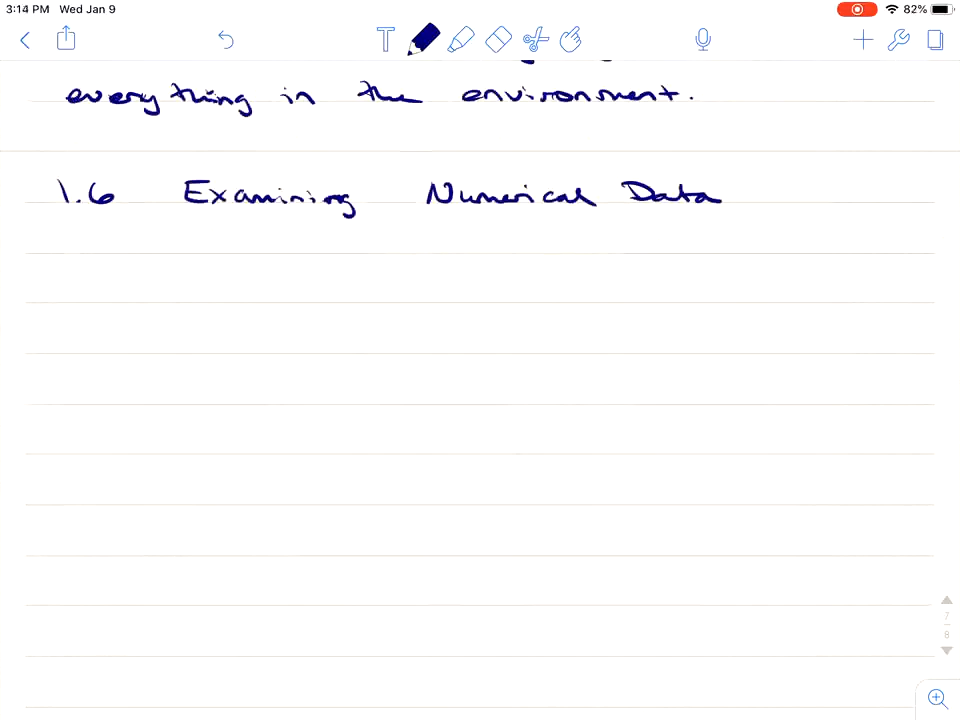 3:14 PM Wed Jan 9
82%
T
everything in the environment.
1.6 Examining Numerical Data
7
8